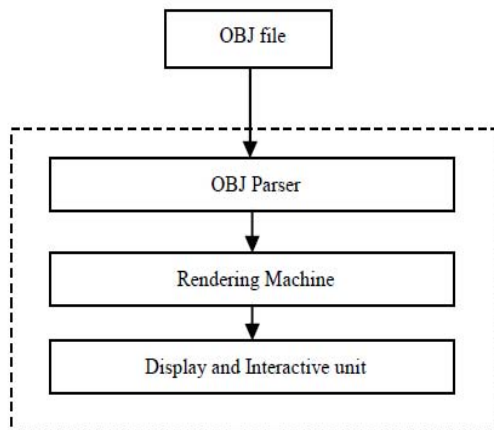 OBJ file
OBJ Parser
Rendering Machine
Display and Interactive unit